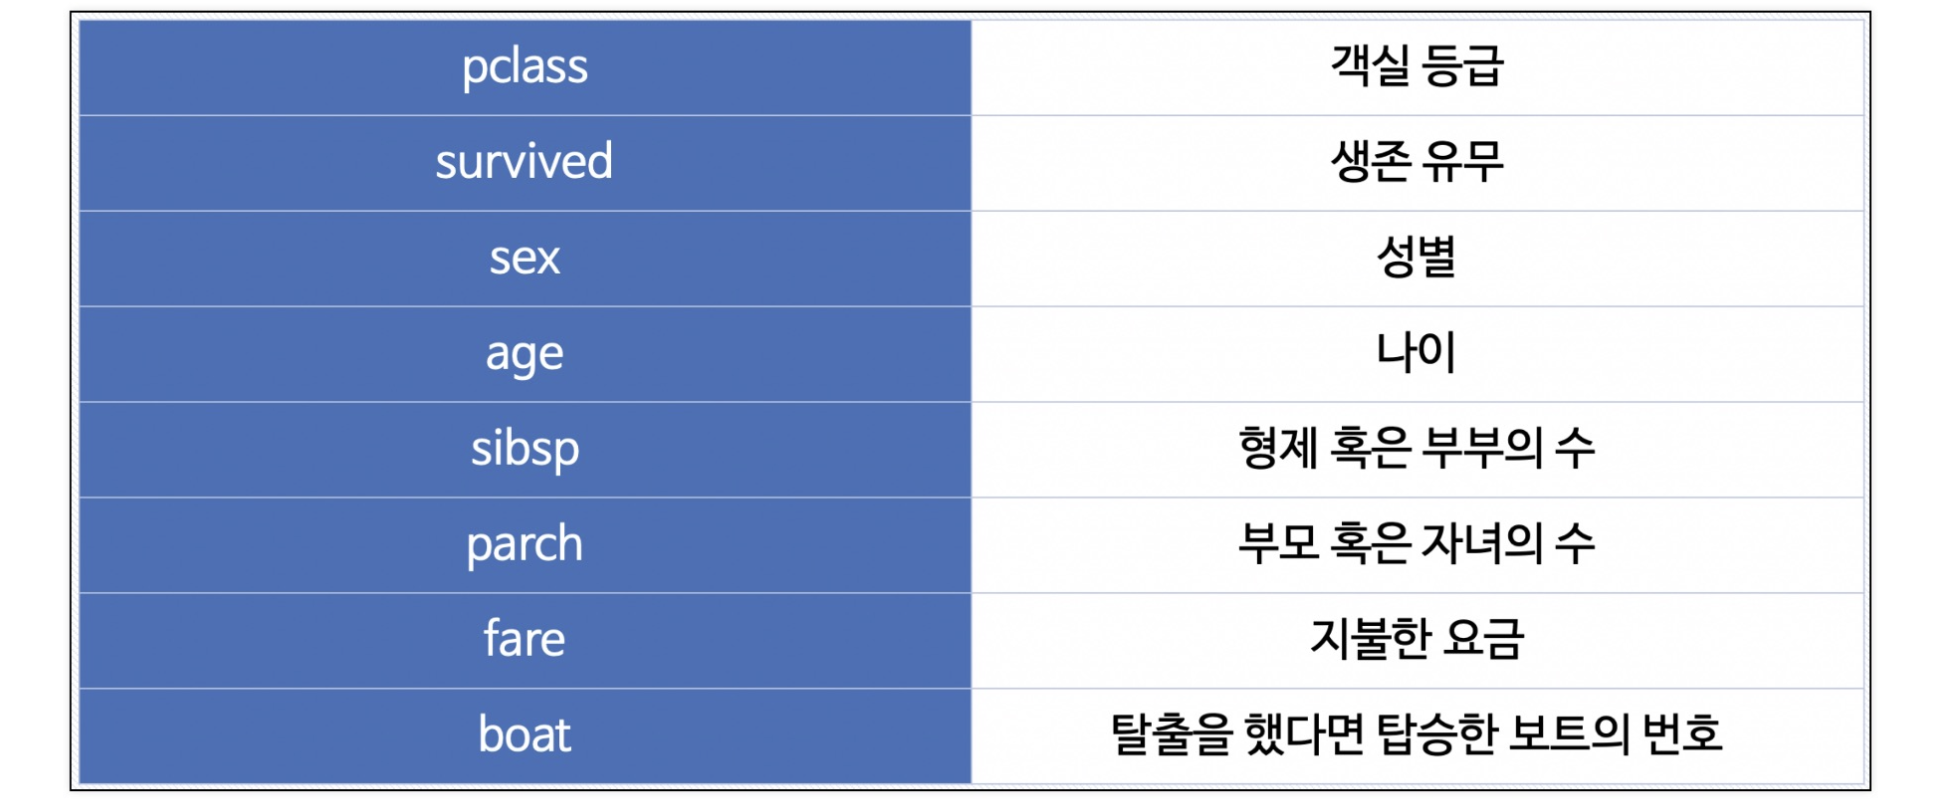 pclass 객실 등급
survived 생존 유무
sex 성별
age 나이
sibsp 형제 혹은 부부의 수
parch 부모 혹은 자녀의 수
fare 지불한 요금
boat 탈출을 했다면 탑승한 보트의 번호